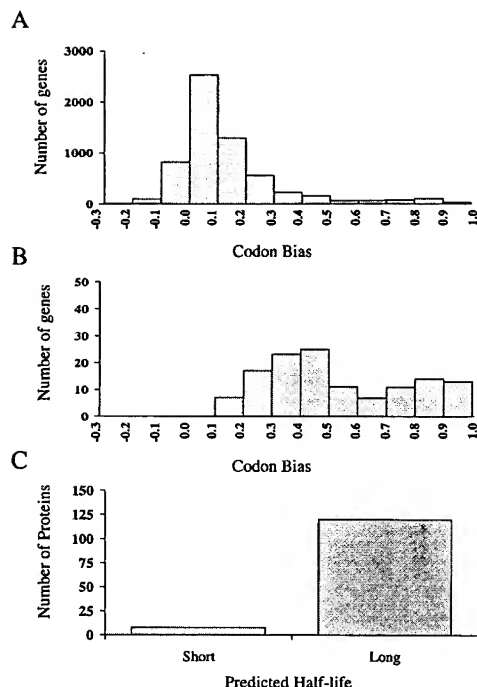 A
Number of genes
3000
2000
1000
0
-0.3 -0.2 -0.1 0.0 0.1 0.2 0.3 0.4 0.5 0.6 0.7 0.8 0.9 1.0
Codon Bias
B
Number of genes
50
40
30
20
10
0
-0.3 -0.2 -0.1 0.0 0.1 0.2 0.3 0.4 0.5 0.6 0.7 0.8 0.9 1.0
Codon Bias
C
Number of Proteins
150
125
100
75
50
25
0
Short Long
Predicted Half-life